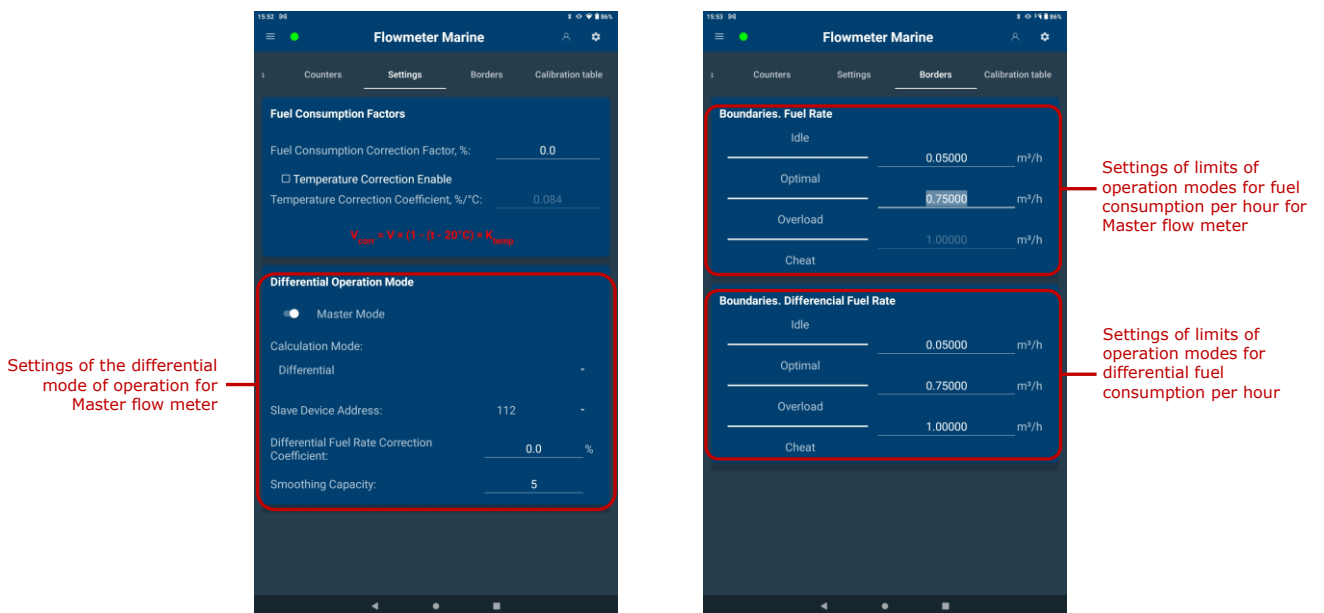 15:52
86%
Flowmeter Marine
s Counters Settings Borders Calibration table
Fuel Consumption Factors
Fuel Consumption Correction Factor, %: 0.0
Temperature Correction Enable
Temperature Correction Coefficient, %/°C: 0.084
Vcorr = V × (1 - (t - 20°C) × Ktemp
Differential Operation Mode
Master Mode
Calculation Mode:
Differential
Slave Device Address: 112
Differential Fuel Rate Correction
Coefficient: 0.0 %
Smoothing Capacity: 5
Settings of the differential
mode of operation for
Master flow meter
15:53
86%
Flowmeter Marine
s Counters Settings Borders Calibration table
Boundaries. Fuel Rate
Idle
0.05000 m³/h
Optimal
0.75000 m³/h
Overload
1.00000 m³/h
Cheat
Boundaries. Differencial Fuel Rate
Idle
0.05000 m³/h
Optimal
0.75000 m³/h
Overload
1.00000 m³/h
Cheat
Settings of limits of
operation modes for fuel
consumption per hour for
Master flow meter
Settings of limits of
operation modes for
differential fuel
consumption per hour